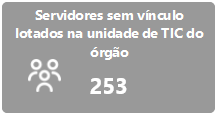 Servidores sem vínculo
lotados na unidade de TIC do
órgão
253